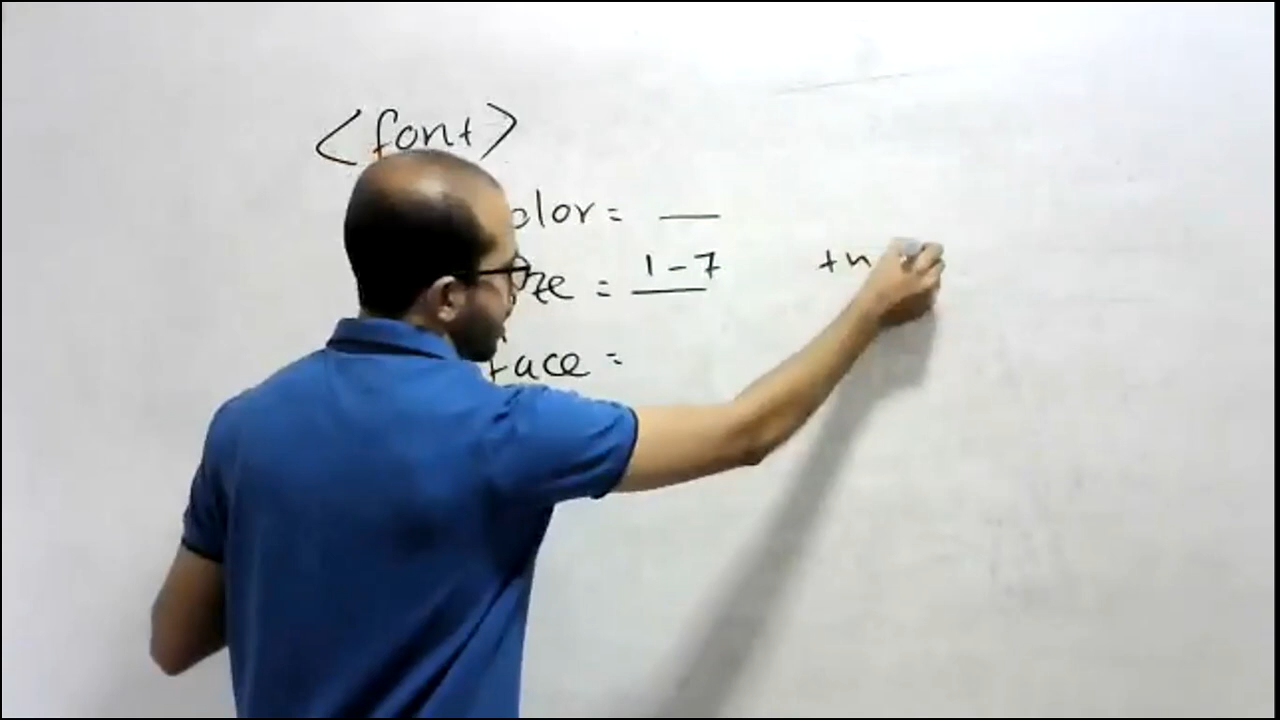 <font>
olor = —
ze = 1-7 +n
face =